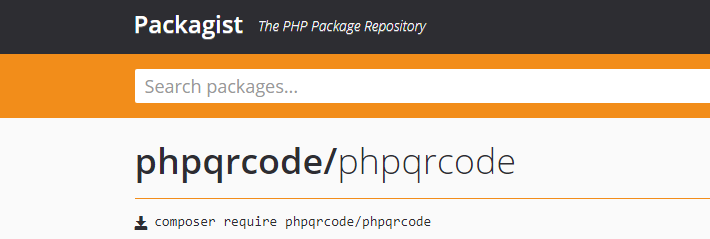 Packagist The PHP Package Repository
Search packages...
phpqrcode/phpqrcode
composer require phpqrcode/phpqrcode